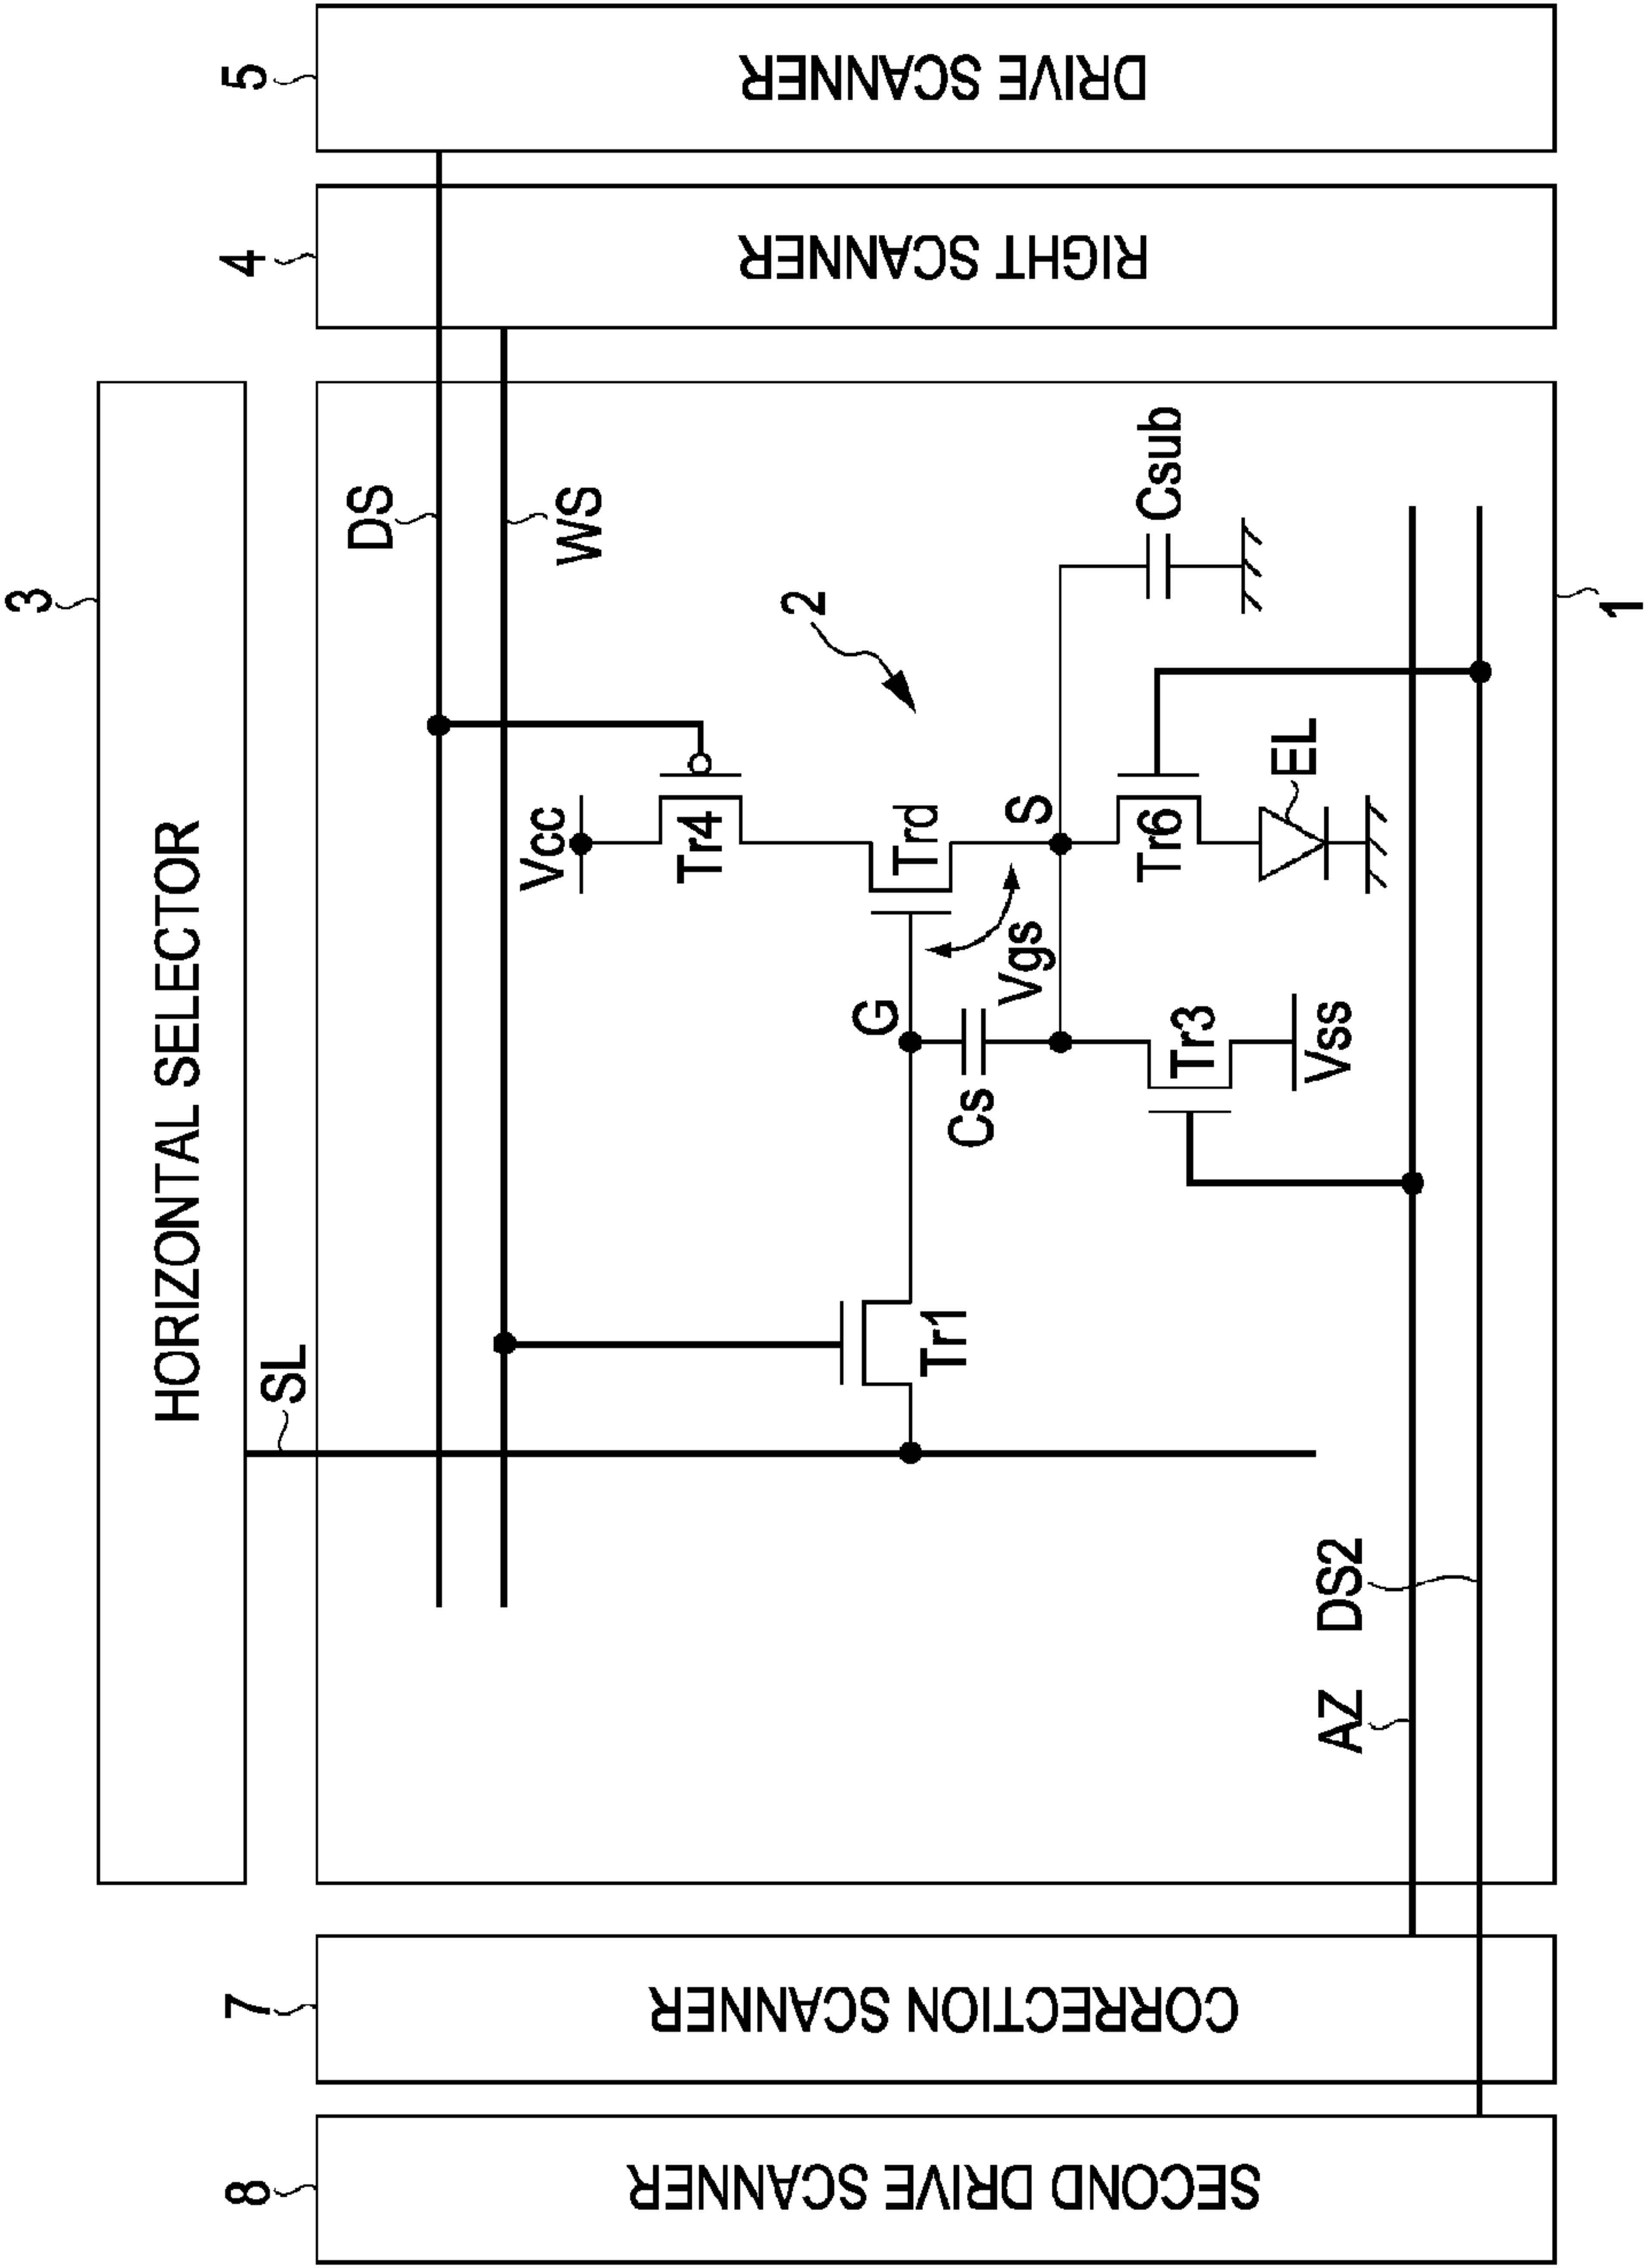 3
HORIZONTAL SELECTOR
SL
8
SECOND DRIVE SCANNER
7
CORRECTION SCANNER
4
RIGHT SCANNER
5
DRIVE SCANNER
DS
WS
Vcc
Tr4
2
G
Trd
Tr1
Cs
Vgs
S
Csub
Tr3
Tr6
Vss
EL
AZ
DS2
1